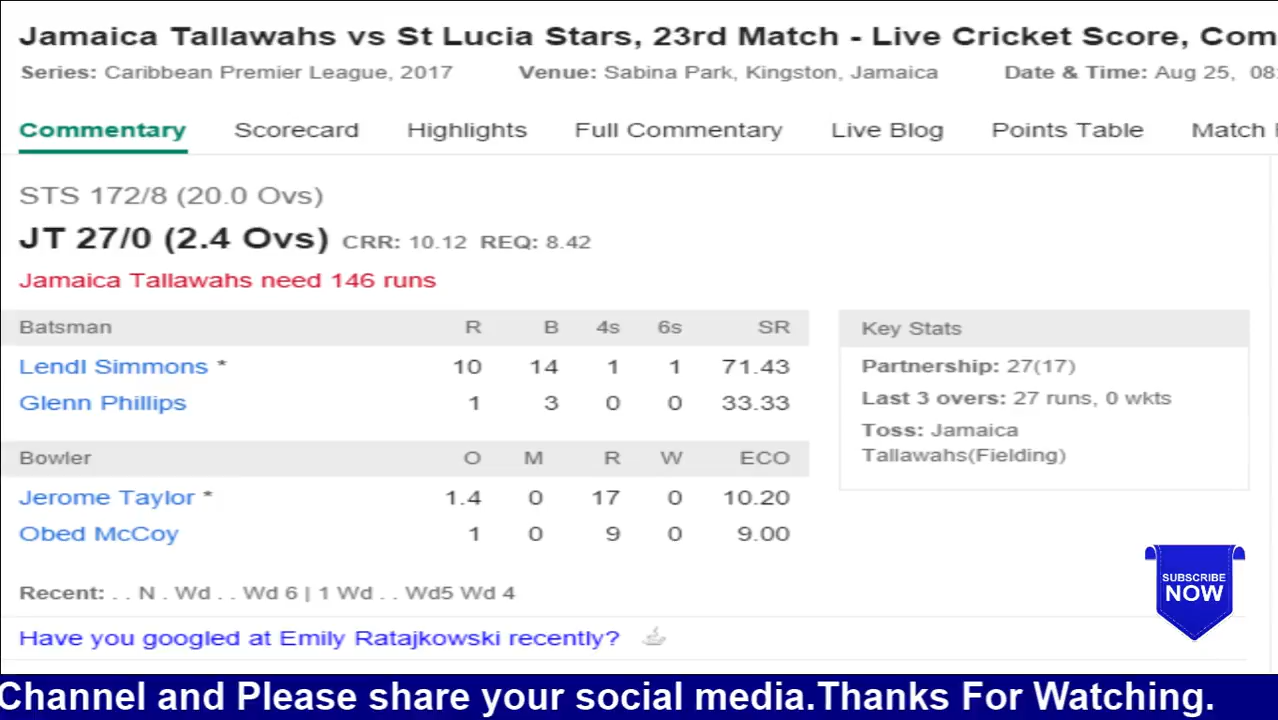 Jamaica Tallawahs vs St Lucia Stars, 23rd Match - Live Cricket Score, Com
Series: Caribbean Premier League, 2017 Venue: Sabina Park, Kingston, Jamaica Date & Time: Aug 25, 08:
Commentary Scorecard Highlights Full Commentary Live Blog Points Table Match
STS 172/8 (20.0 Ovs)
JT 27/0 (2.4 Ovs) CRR: 10.12 REQ: 8.42
Jamaica Tallawahs need 146 runs
Batsman R B 4s 6s SR
Lendl Simmons * 10 14 1 1 71.43
Glenn Phillips 1 3 0 0 33.33
Bowler O M R W ECO
Jerome Taylor * 1.4 0 17 0 10.20
Obed McCoy 1 0 9 0 9.00
Recent: . . N . Wd . . Wd 6 | 1 Wd . . Wd5 Wd 4
Have you googled at Emily Ratajkowski recently?
Key Stats
Partnership: 27(17)
Last 3 overs: 27 runs, 0 wkts
Toss: Jamaica
Tallawahs(Fielding)
SUBSCRIBE
NOW
Channel and Please share your social media.Thanks For Watching.